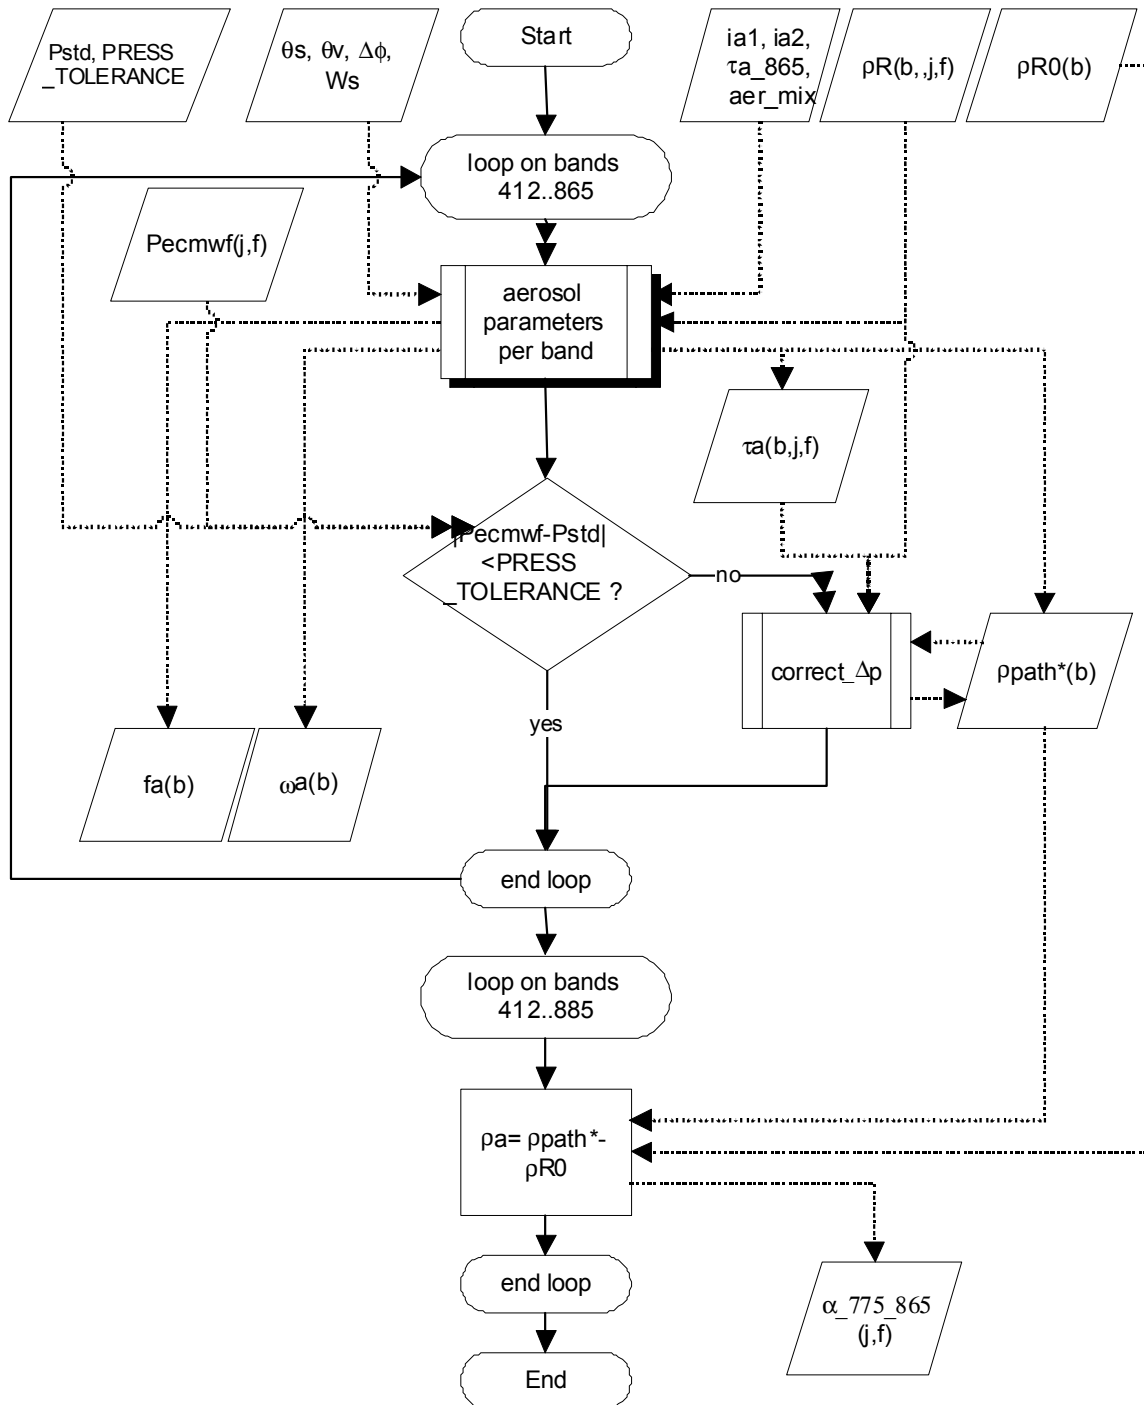 Start
Pstd, PRESS
_TOLERANCE
θs, θv, Δϕ,
Ws
ia1, ia2,
τa_865,
aer_mix
ρR(b,,j,f)
ρR0(b)
loop on bands
412..865
Pecmwf(j,f)
aerosol
parameters
per band
τa(b,j,f)
|Pecmwf-Pstd|
<PRESS
_TOLERANCE ?
no
correct_Δp
ρpath*(b)
yes
fa(b)
ωa(b)
end loop
loop on bands
412..885
ρa= ρpath*-
ρR0
end loop
α_775_865
(j,f)
End